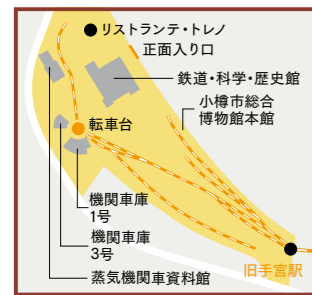 リストランテ・トレノ
正面入り口
鉄道・科学・歴史館
小樽市総合
博物館本館
転車台
機関車庫
1号
機関車庫
3号
蒸気機関車資料館
旧手宮駅